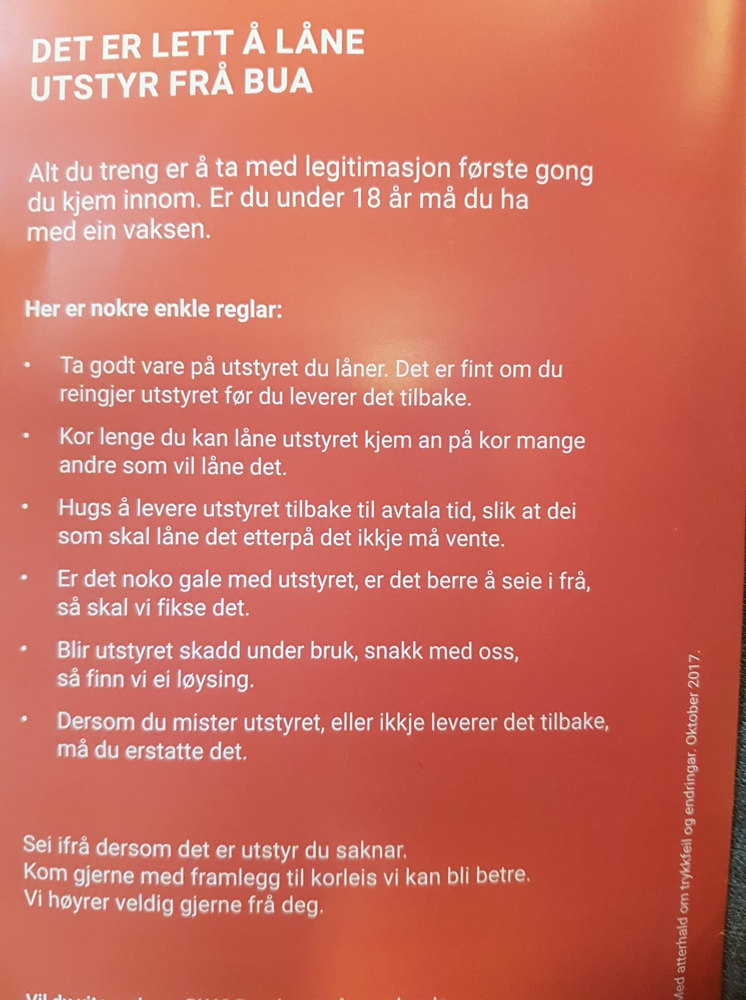 DET ER LETT Å LÅNE
UTSTYR FRÅ BUA
Alt du treng er å ta med legitimasjon første gong
du kjem innom. Er du under 18 år må du ha
med ein vaksen.
Her er nokre enkle reglar:
• Ta godt vare på utstyret du låner. Det er fint om du
reingjer utstyret før du leverer det tilbake.
• Kor lenge du kan låne utstyret kjem an på kor mange
andre som vil låne det.
• Hugs å levere utstyret tilbake til avtala tid, slik at dei
som skal låne det etterpå det ikkje må vente.
• Er det noko gale med utstyret, er det berre å seie i frå,
så skal vi fikse det.
• Blir utstyret skadd under bruk, snakk med oss,
så finn vi ei løysing.
• Dersom du mister utstyret, eller ikkje leverer det tilbake,
må du erstatte det.
Sei ifrå dersom det er utstyr du saknar.
Kom gjerne med framlegg til korleis vi kan bli betre.
Vi høyrer veldig gjerne frå deg.
Med atterhald om trykkfeil og endringar. Oktober 2017.